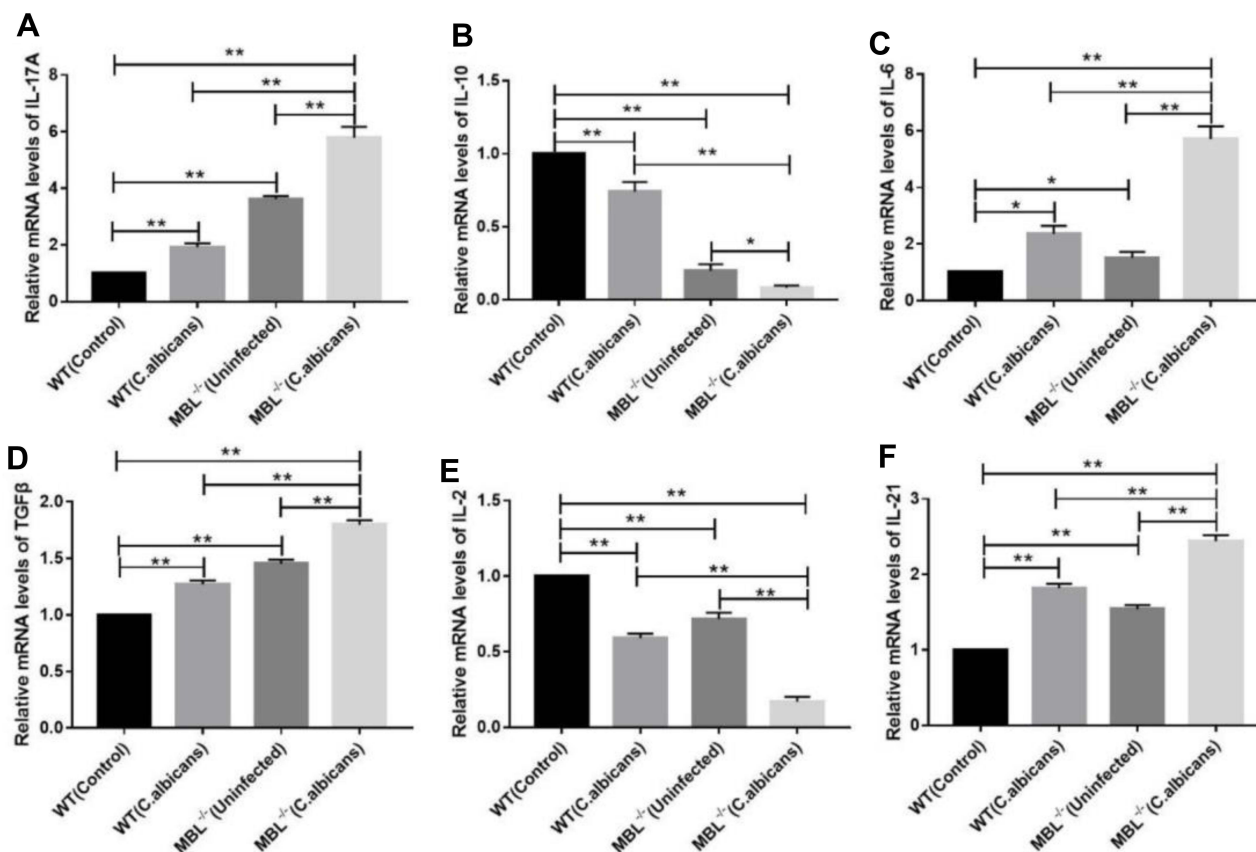 A
Relative mRNA levels of IL-17A
8
6
4
2
0
**
**
**
**
**
WT(Control)
WT(C.albicans)
MBL-/-(Uninfected)
MBL-/-(C.albicans)
B
Relative mRNA levels of IL-10
1.5
1.0
0.5
0.0
**
**
**
**
*
WT(Control)
WT(C.albicans)
MBL-/-(Uninfected)
MBL-/-(C.albicans)
C
Relative mRNA levels of IL-6
8
6
4
2
0
**
**
**
*
*
WT(Control)
WT(C.albicans)
MBL-/-(Uninfected)
MBL-/-(C.albicans)
D
Relative mRNA levels of TGFβ
2.0
1.5
1.0
0.5
0.0
**
**
**
**
**
WT(Control)
WT(C.albicans)
MBL-/-(Uninfected)
MBL-/-(C.albicans)
E
Relative mRNA levels of IL-2
1.5
1.0
0.5
0.0
**
**
**
**
**
WT(Control)
WT(C.albicans)
MBL-/-(Uninfected)
MBL-/-(C.albicans)
F
Relative mRNA levels of IL-21
3
2
1
0
**
**
**
**
**
WT(Control)
WT(C.albicans)
MBL-/-(Uninfected)
MBL-/-(C.albicans)